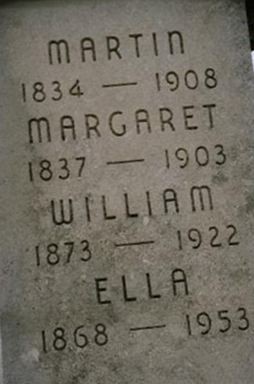 MARTIN
1834 — 1908
MARGARET
1837 — 1903
WILLIAM
1873 — 1922
ELLA
1868 — 1953